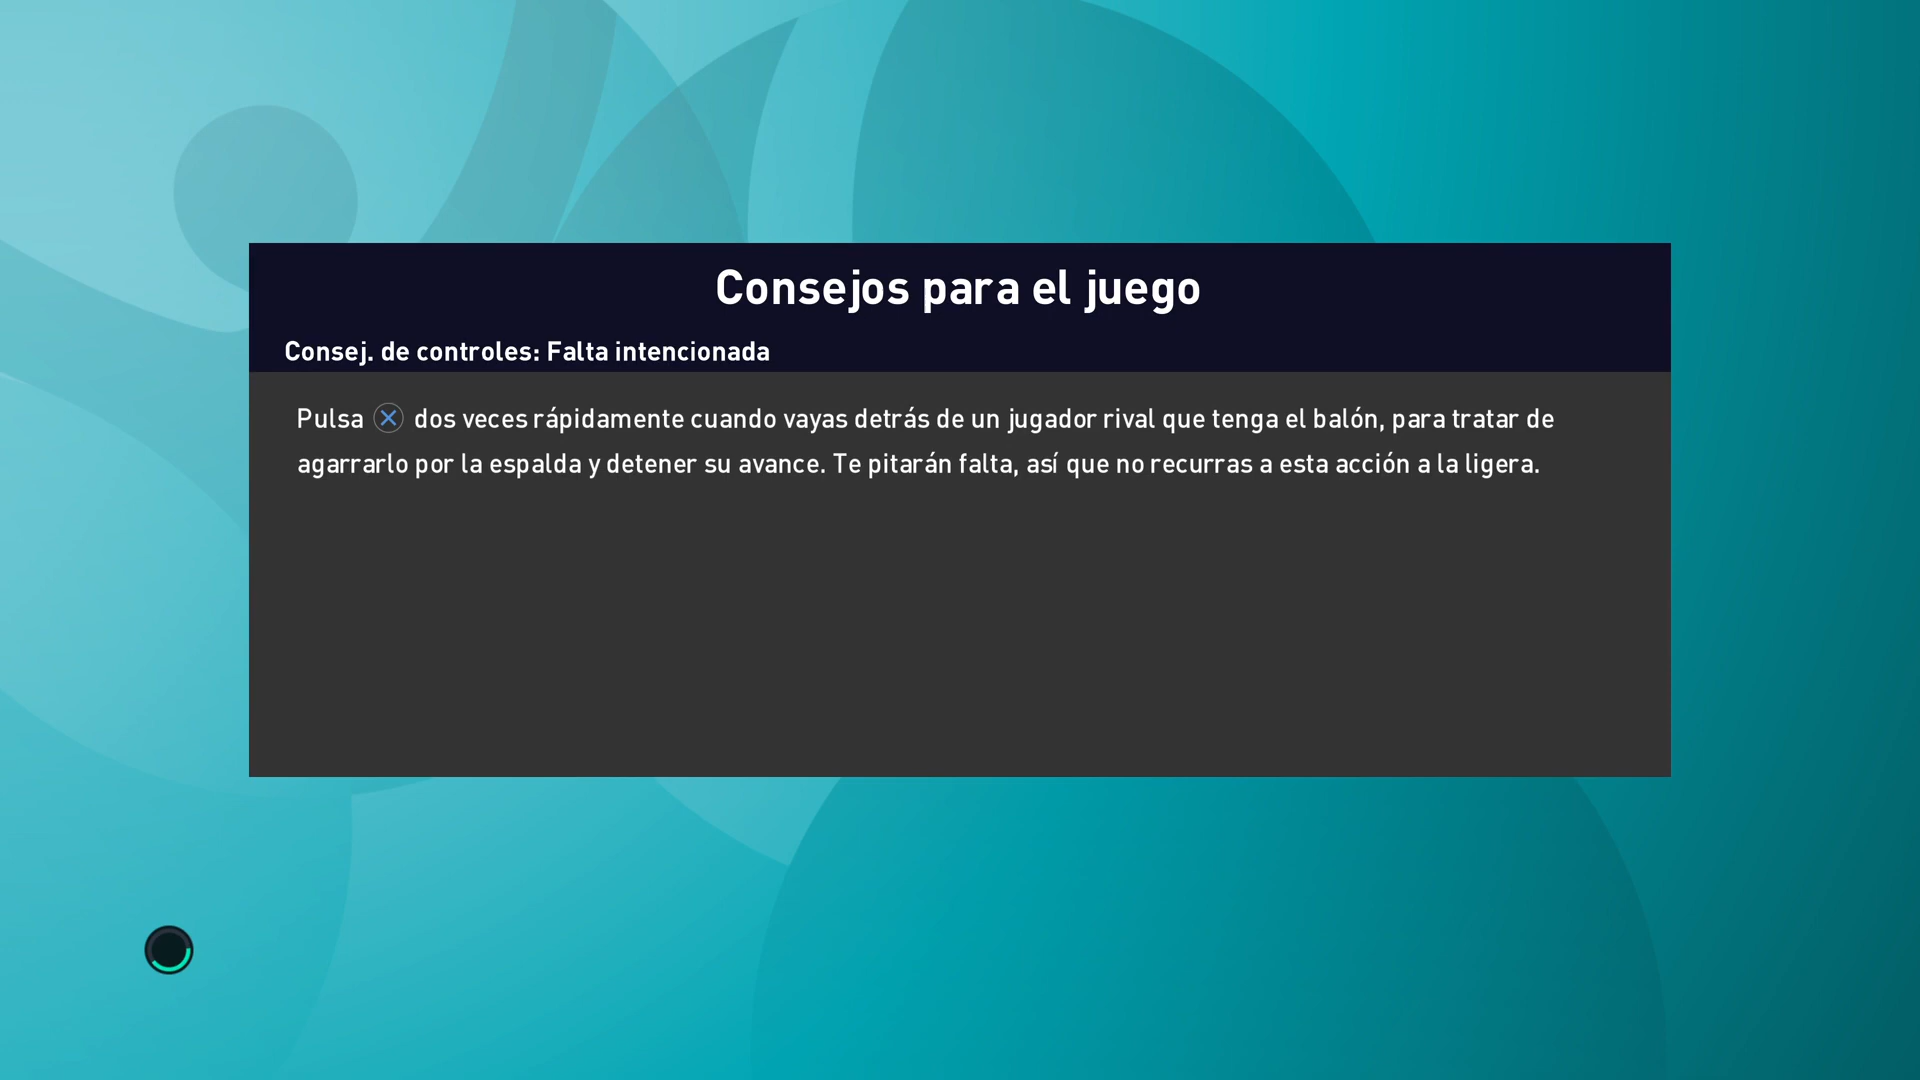 Consejos para el juego
Consej. de controles: Falta intencionada
Pulsa dos veces rápidamente cuando vayas detrás de un jugador rival que tenga el balón, para tratar de
agarrarlo por la espalda y detener su avance. Te pitarán falta, así que no recurras a esta acción a la ligera.